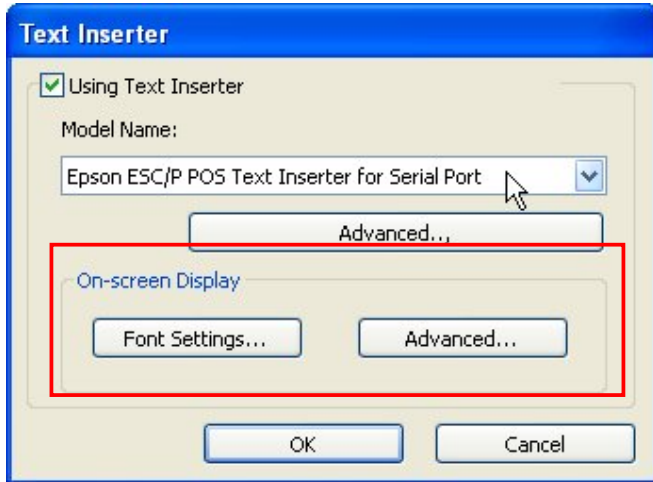 Text Inserter
Using Text Inserter
Model Name:
Epson ESC/P POS Text Inserter for Serial Port
Advanced..,
On-screen Display
Font Settings... Advanced...
OK Cancel